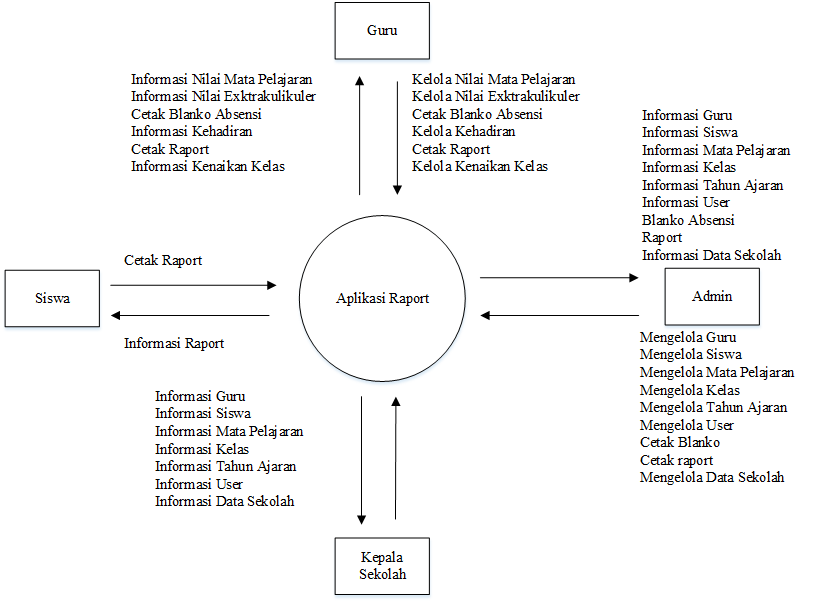 Guru
Informasi Nilai Mata Pelajaran
Informasi Nilai Exktrakulikuler
Cetak Blanko Absensi
Informasi Kehadiran
Cetak Raport
Informasi Kenaikan Kelas
Kelola Nilai Mata Pelajaran
Kelola Nilai Exktrakulikuler
Cetak Blanko Absensi
Kelola Kehadiran
Cetak Raport
Kelola Kenaikan Kelas
Informasi Guru
Informasi Siswa
Informasi Mata Pelajaran
Informasi Kelas
Informasi Tahun Ajaran
Informasi User
Blanko Absensi
Raport
Informasi Data Sekolah
Cetak Raport
Siswa
Aplikasi Raport
Admin
Informasi Raport
Mengelola Guru
Mengelola Siswa
Mengelola Mata Pelajaran
Mengelola Kelas
Mengelola Tahun Ajaran
Mengelola User
Cetak Blanko
Cetak raport
Mengelola Data Sekolah
Informasi Guru
Informasi Siswa
Informasi Mata Pelajaran
Informasi Kelas
Informasi Tahun Ajaran
Informasi User
Informasi Data Sekolah
Kepala
Sekolah